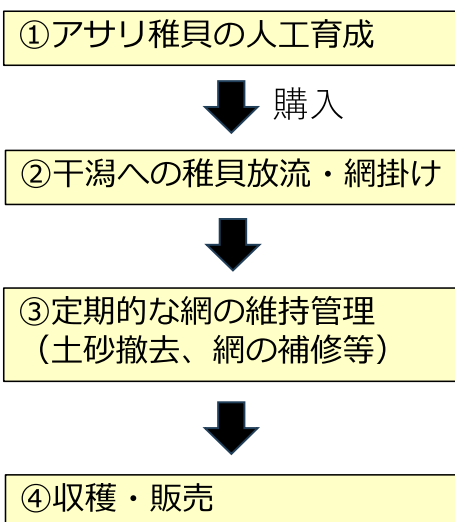 ①アサリ稚貝の人工育成
購入
②干潟への稚貝放流・網掛け
③定期的な網の維持管理
（土砂撤去、網の補修等）
④収穫・販売